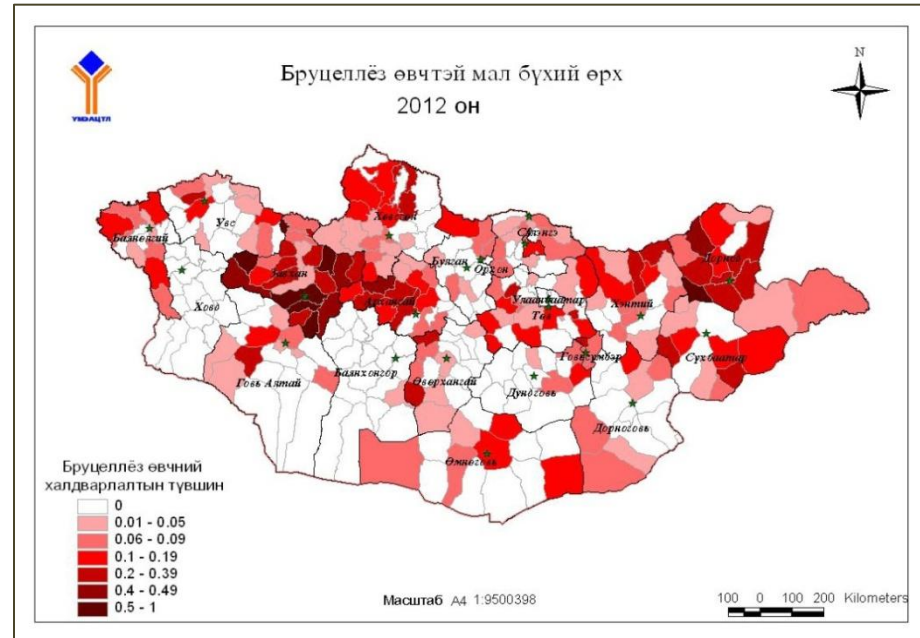 ҮМЭАЦТЛ
Бруцеллёз өвчтэй мал бүхий өрх
2012 он
N
Хөвсгөл
Увс
Баянөлгий
Сэлэнгэ
Дорнод
Булган
Орхон
Завхан
Архангай
Улаанбаатар
Төв
Хэнтий
Ховд
Сүхбаатар
Говьсүмбэр
Говь Алтай
Баянхонгор
Өвөрхангай
Дундговь
Дорноговь
Өмнөговь
Бруцеллёз өвчний
халдварлалтын түвшин
0
0.01 - 0.05
0.06 - 0.09
0.1 - 0.19
0.2 - 0.39
0.4 - 0.49
0.5 - 1
Масштаб А4 1:9500398
100 0 100 200 Kilometers